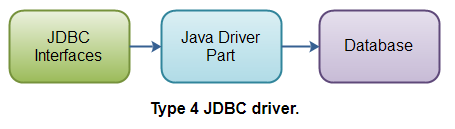 JDBC
Interfaces
Java Driver
Part
Database
Type 4 JDBC driver.